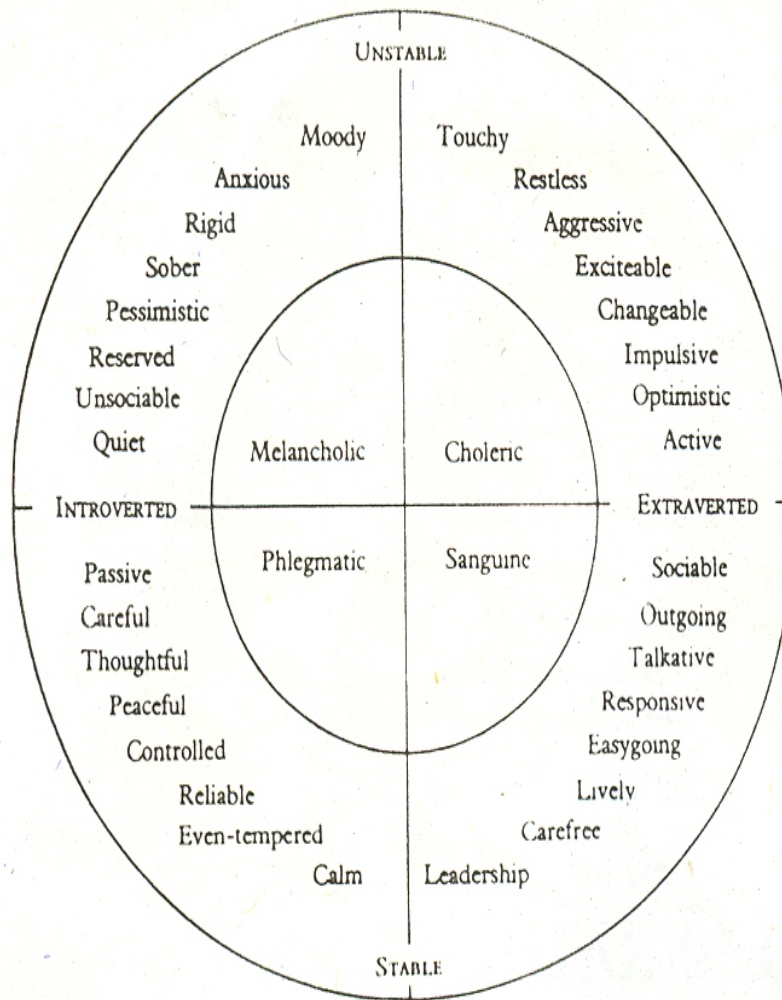 UNSTABLE
Moody Touchy
Anxious Restless
Rigid Aggressive
Sober Exciteable
Pessimistic Changeable
Reserved Impulsive
Unsociable Optimistic
Quiet Active
Melancholic Choleric
INTROVERTED EXTRAVERTED
Phlegmatic Sanguine
Passive Sociable
Careful Outgoing
Thoughtful Talkative
Peaceful Responsive
Controlled Easygoing
Reliable Lively
Even-tempered Carefree
Calm Leadership
STABLE